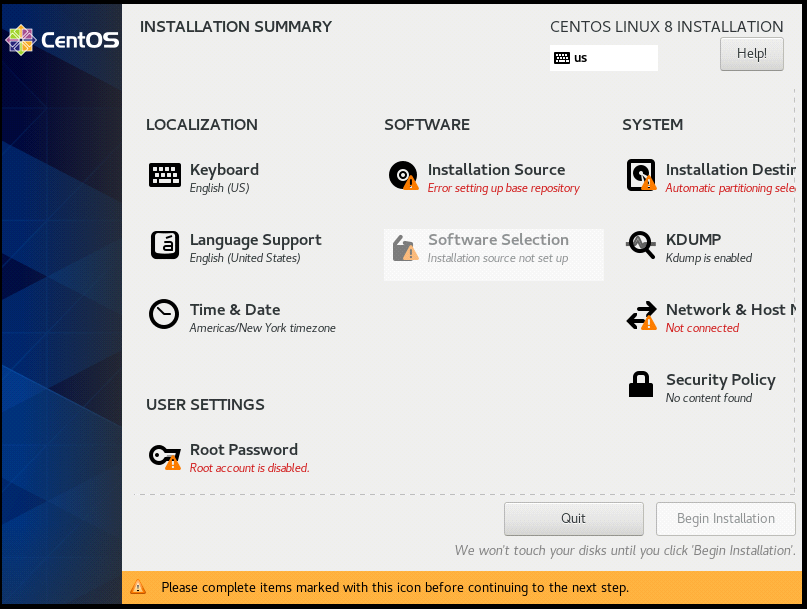 CentOS
INSTALLATION SUMMARY
CENTOS LINUX 8 INSTALLATION
us
Help!
LOCALIZATION
Keyboard
English (US)
Language Support
English (United States)
Time & Date
Americas/New York timezone
USER SETTINGS
Root Password
Root account is disabled.
SOFTWARE
Installation Source
Error setting up base repository
Software Selection
Installation source not set up
SYSTEM
Installation Destin
Automatic partitioning sele
KDUMP
Kdump is enabled
Network & Host N
Not connected
Security Policy
No content found
Quit
Begin Installation
We won't touch your disks until you click 'Begin Installation'.
Please complete items marked with this icon before continuing to the next step.